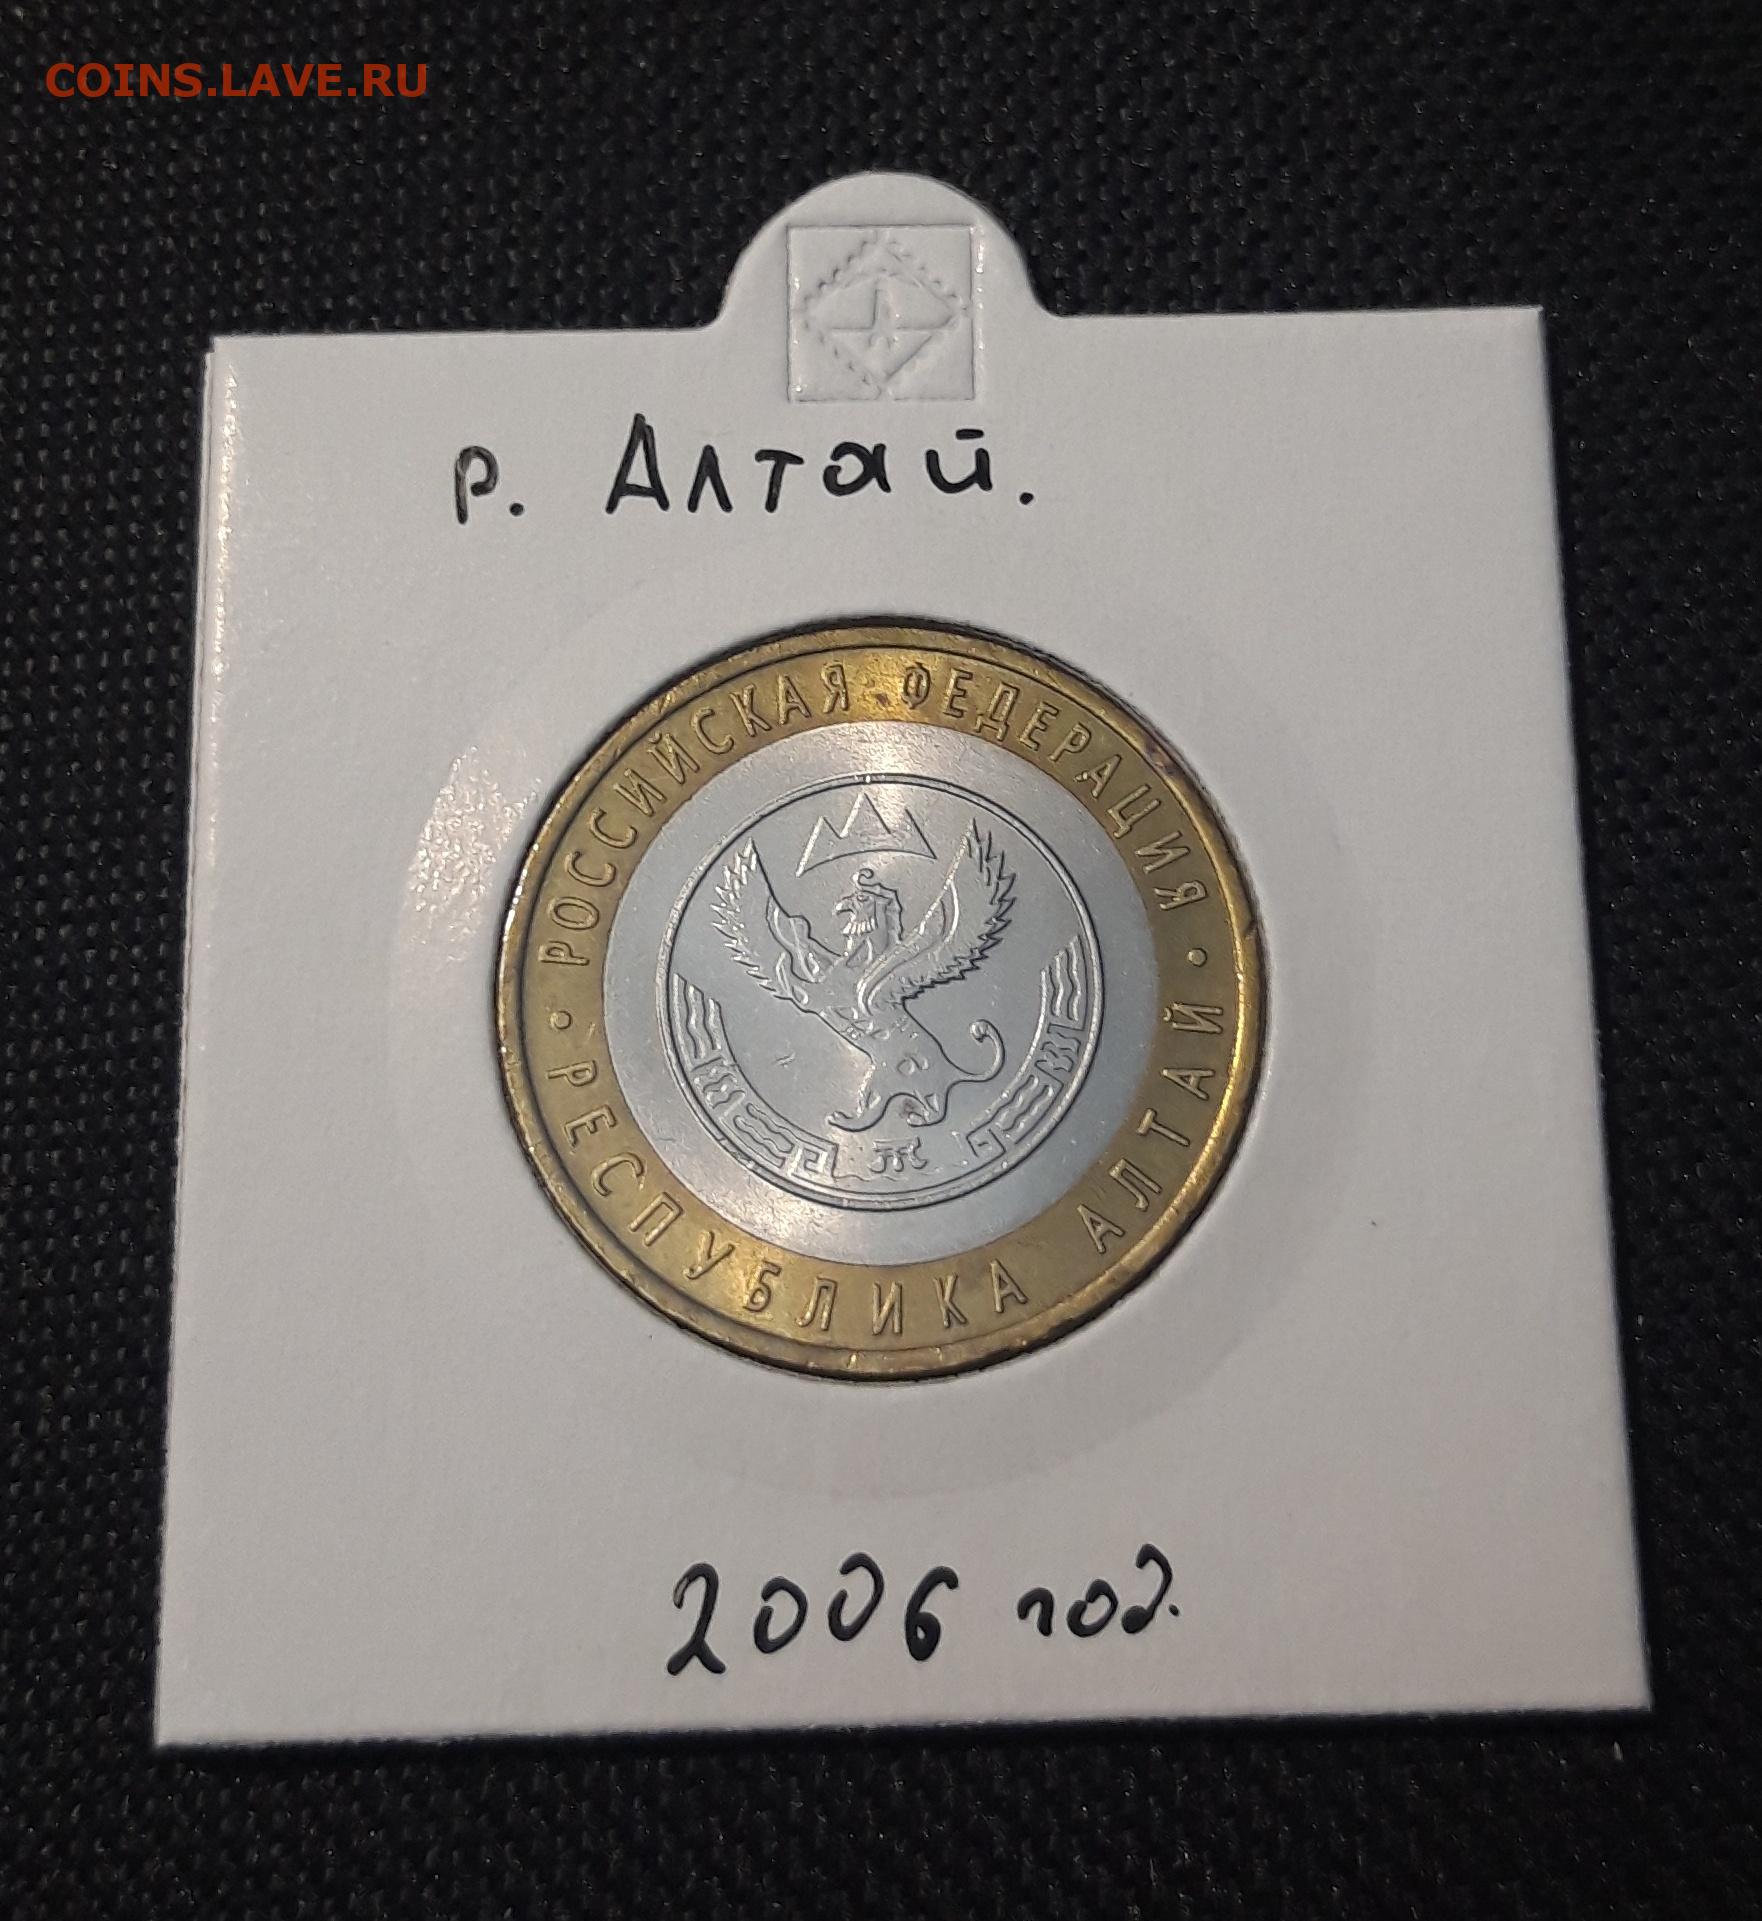 COINS.LAVE.RU
р. Алтай.
• РОССИЙСКАЯ ФЕДЕРАЦИЯ •
РЕСПУБЛИКА АЛТАЙ
2006 год.